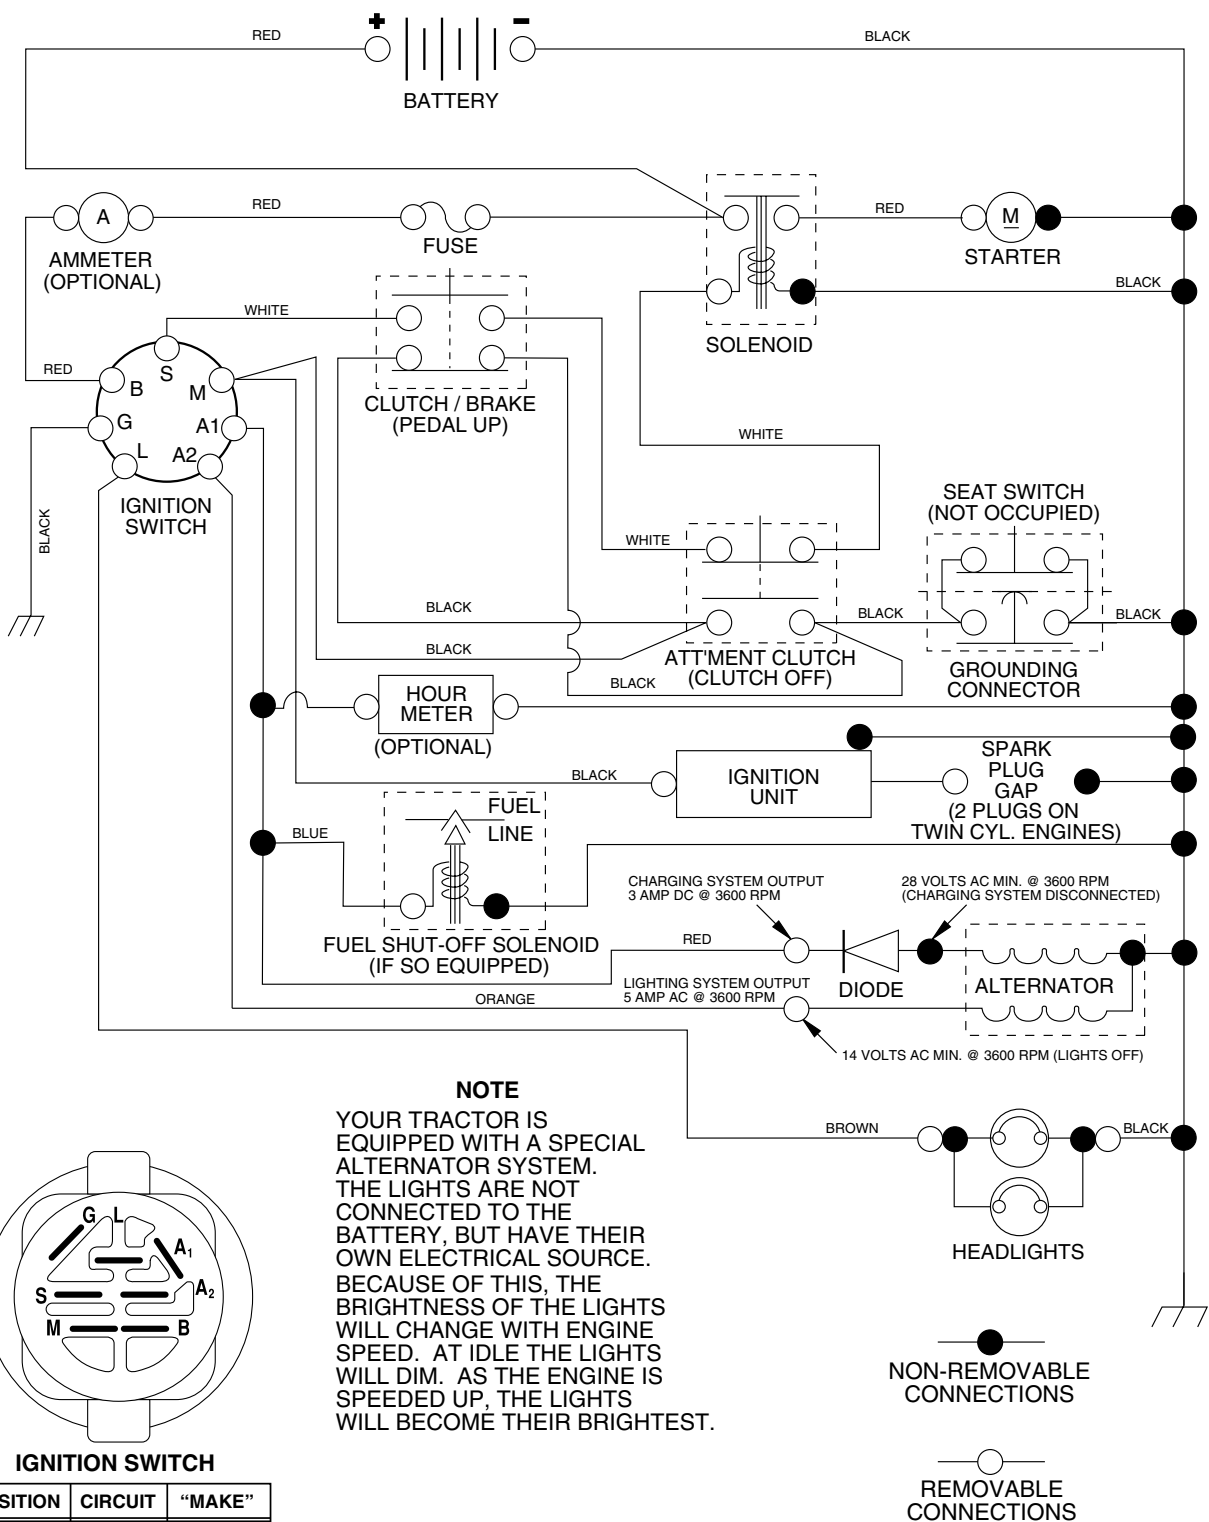 + −
RED
BLACK
BATTERY
RED
RED
A
M
AMMETER
(OPTIONAL)
FUSE
STARTER
BLACK
WHITE
SOLENOID
RED
S
B
M
G
A1
L
A2
CLUTCH / BRAKE
(PEDAL UP)
WHITE
IGNITION
SWITCH
BLACK
SEAT SWITCH
(NOT OCCUPIED)
WHITE
BLACK
BLACK
BLACK
BLACK
BLACK
ATT'MENT CLUTCH
(CLUTCH OFF)
GROUNDING
CONNECTOR
HOUR
METER
(OPTIONAL)
BLACK
IGNITION
UNIT
SPARK
PLUG
GAP
(2 PLUGS ON
TWIN CYL. ENGINES)
FUEL
LINE
BLUE
FUEL SHUT-OFF SOLENOID
(IF SO EQUIPPED)
CHARGING SYSTEM OUTPUT
3 AMP DC @ 3600 RPM
28 VOLTS AC MIN. @ 3600 RPM
(CHARGING SYSTEM DISCONNECTED)
RED
DIODE
ALTERNATOR
LIGHTING SYSTEM OUTPUT
5 AMP AC @ 3600 RPM
ORANGE
14 VOLTS AC MIN. @ 3600 RPM (LIGHTS OFF)
NOTE
YOUR TRACTOR IS
EQUIPPED WITH A SPECIAL
ALTERNATOR SYSTEM.
THE LIGHTS ARE NOT
CONNECTED TO THE
BATTERY, BUT HAVE THEIR
OWN ELECTRICAL SOURCE.
BECAUSE OF THIS, THE
BRIGHTNESS OF THE LIGHTS
WILL CHANGE WITH ENGINE
SPEED. AT IDLE THE LIGHTS
WILL DIM. AS THE ENGINE IS
SPEEDED UP, THE LIGHTS
WILL BECOME THEIR BRIGHTEST.
BROWN
BLACK
HEADLIGHTS
G L
A1
S
A2
M
B
IGNITION SWITCH
SITION CIRCUIT “MAKE”
NON-REMOVABLE
CONNECTIONS
REMOVABLE
CONNECTIONS